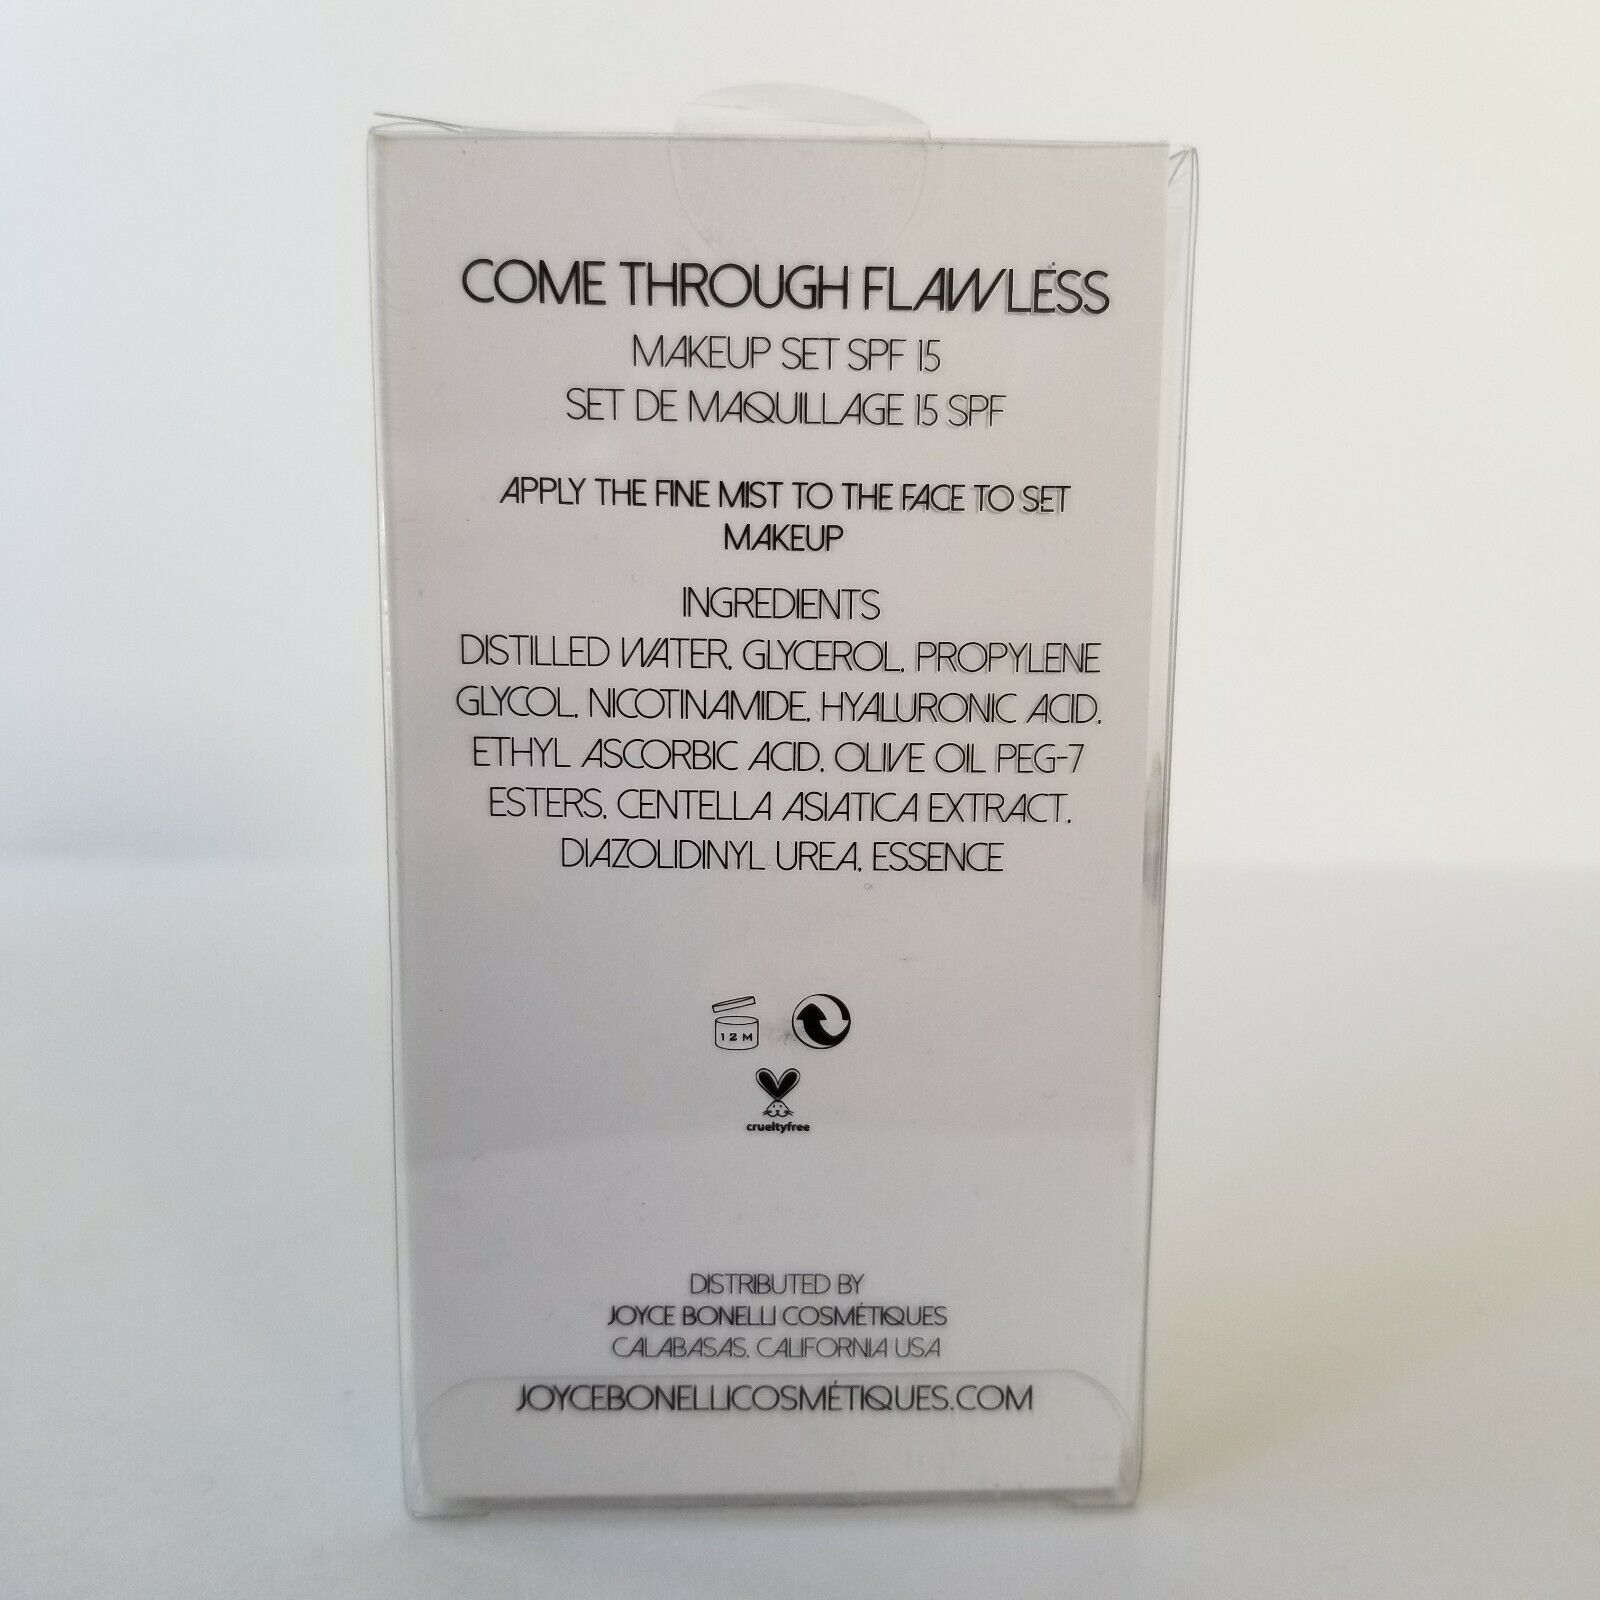 COME THROUGH FLAWLESS
MAKEUP SET SPF 15
SET DE MAQUILLAGE 15 SPF
APPLY THE FINE MIST TO THE FACE TO SET
MAKEUP
INGREDIENTS
DISTILLED WATER, GLYCEROL, PROPYLENE
GLYCOL, NICOTINAMIDE, HYALURONIC ACID,
ETHYL ASCORBIC ACID, OLIVE OIL PEG-7
ESTERS, CENTELLA ASIATICA EXTRACT,
DIAZOLIDINYL UREA, ESSENCE
12 M
crueltyfree
DISTRIBUTED BY
JOYCE BONELLI COSMÉTIQUES
CALABASAS, CALIFORNIA USA
JOYCEBONELLICOSMÉTIQUES.COM